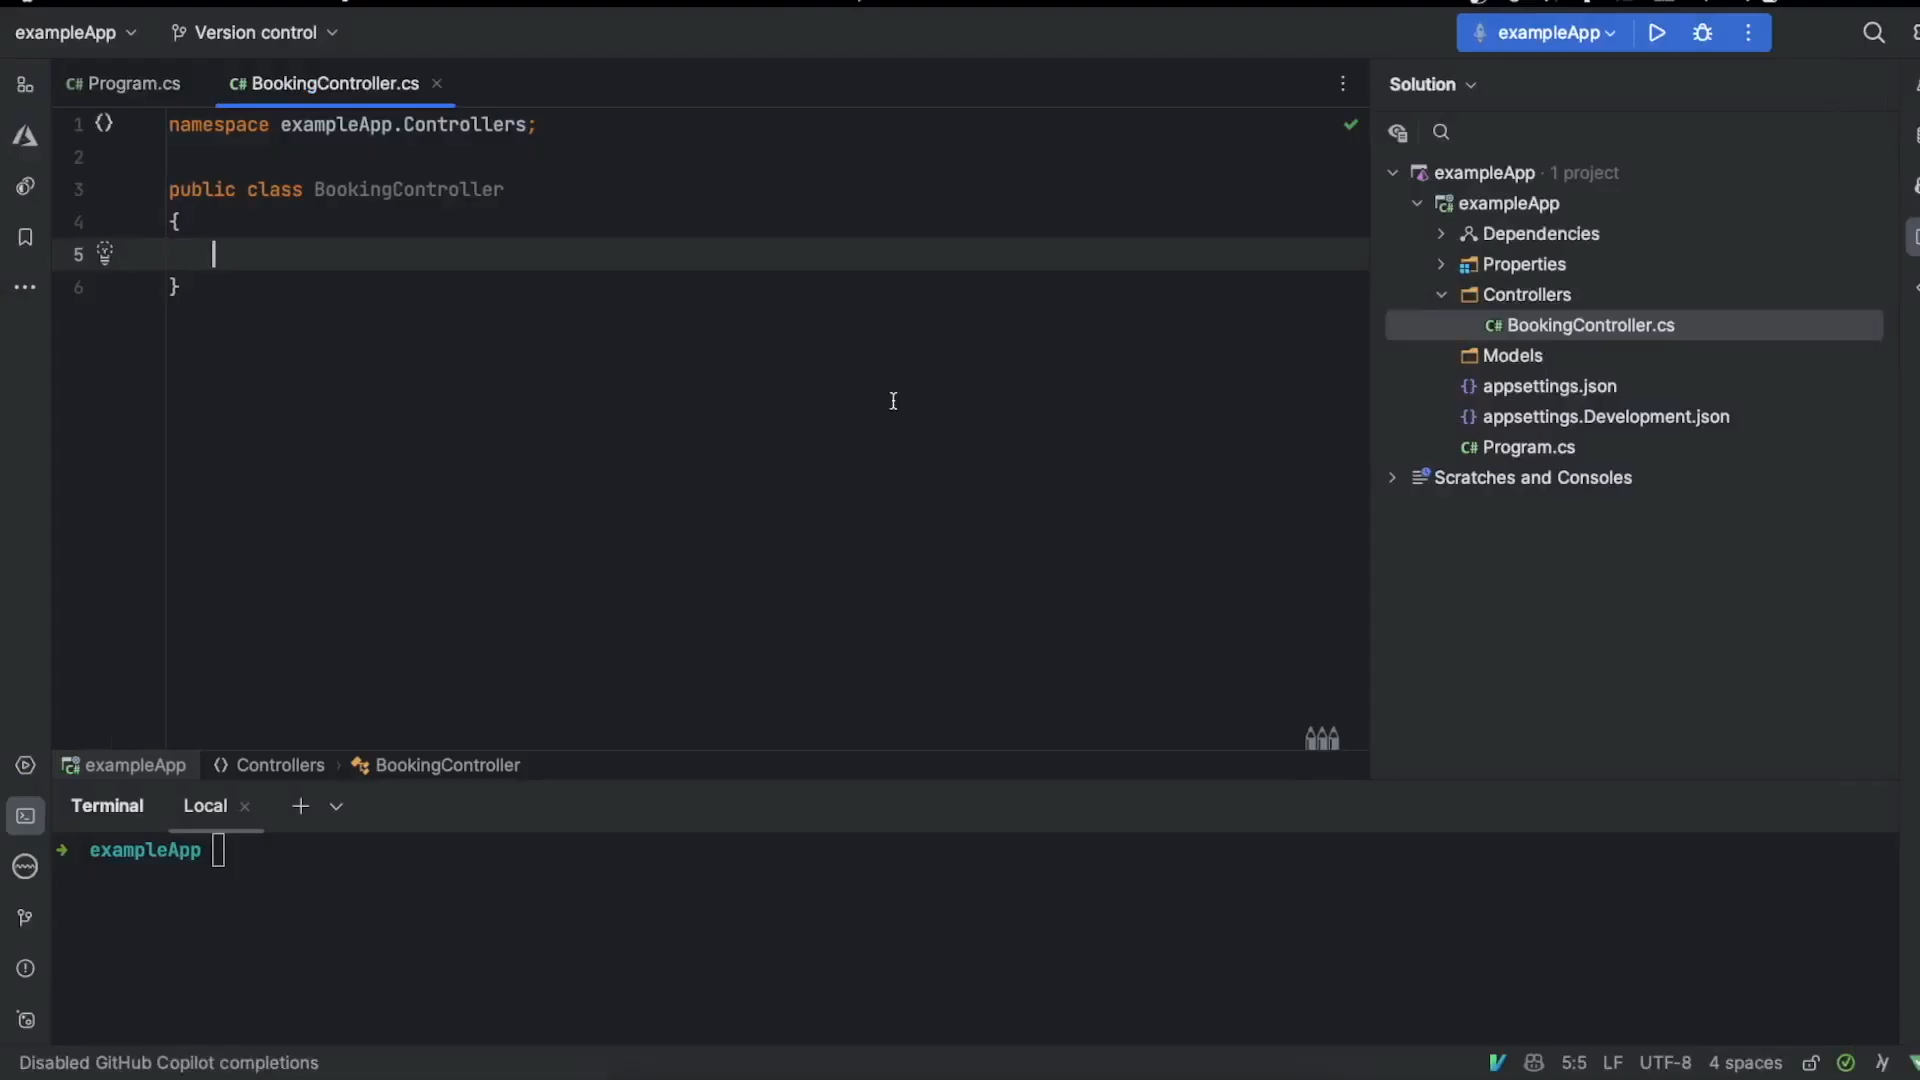 exampleApp
Version control
exampleApp
C# Program.cs
C# BookingController.cs
Solution
1 namespace exampleApp.Controllers;
2
3 public class BookingController
4 {
5
6 }
exampleApp · 1 project
exampleApp
Dependencies
Properties
Controllers
C# BookingController.cs
Models
appsettings.json
appsettings.Development.json
C# Program.cs
Scratches and Consoles
exampleApp Controllers BookingController
Terminal Local
exampleApp
Disabled GitHub Copilot completions
5:5 LF UTF-8 4 spaces